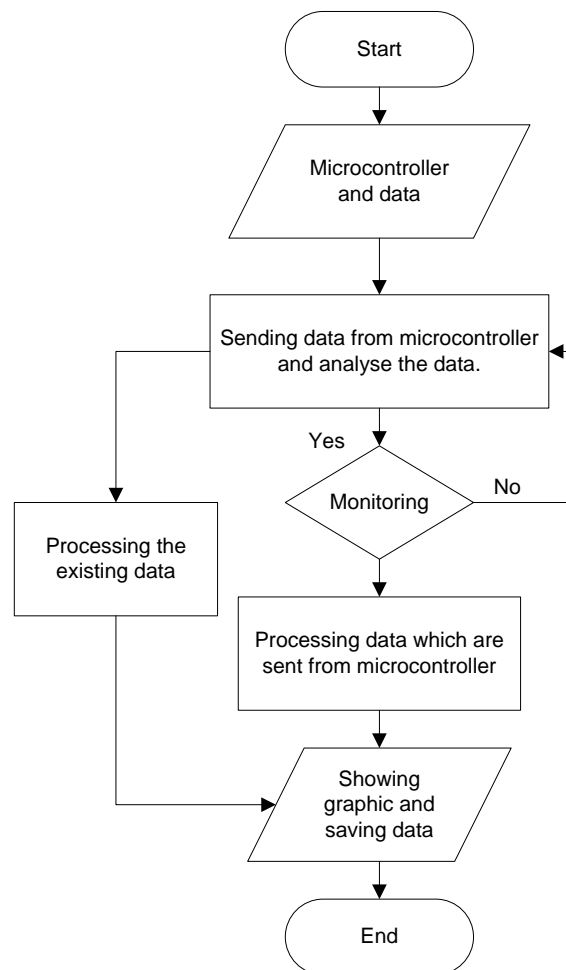 Start
Microcontroller
and data
Sending data from microcontroller
and analyse the data.
Yes
Monitoring
No
Processing the
existing data
Processing data which are
sent from microcontroller
Showing
graphic and
saving data
End